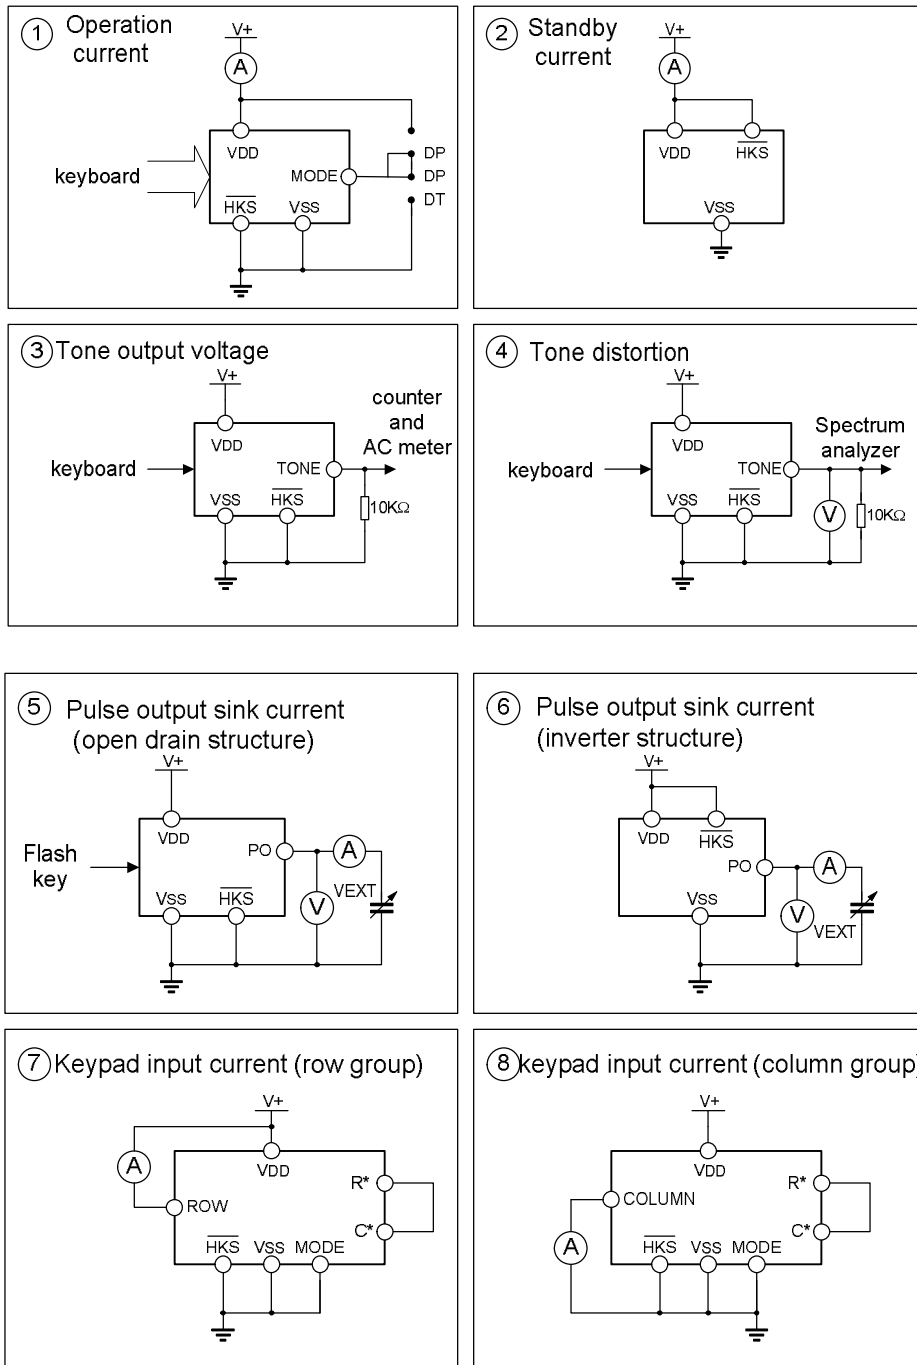 1 Operation
current
V+
A
VDD
keyboard
MODE
DP
DP
DT
HKS
VSS
2 Standby
current
V+
A
VDD
HKS
VSS
3 Tone output voltage
V+
counter
and
AC meter
VDD
keyboard
TONE
VSS
HKS
10KΩ
4 Tone distortion
V+
Spectrum
analyzer
VDD
keyboard
TONE
VSS
HKS
V
10KΩ
5 Pulse output sink current
(open drain structure)
V+
VDD
Flash
key
PO
A
VSS
HKS
V
VEXT
6 Pulse output sink current
(inverter structure)
V+
VDD
HKS
PO
A
VSS
V
VEXT
7 Keypad input current (row group)
V+
A
VDD
ROW
R*
C*
HKS
VSS
MODE
8 keypad input current (column group)
V+
VDD
COLUMN
R*
C*
A
HKS
VSS
MODE